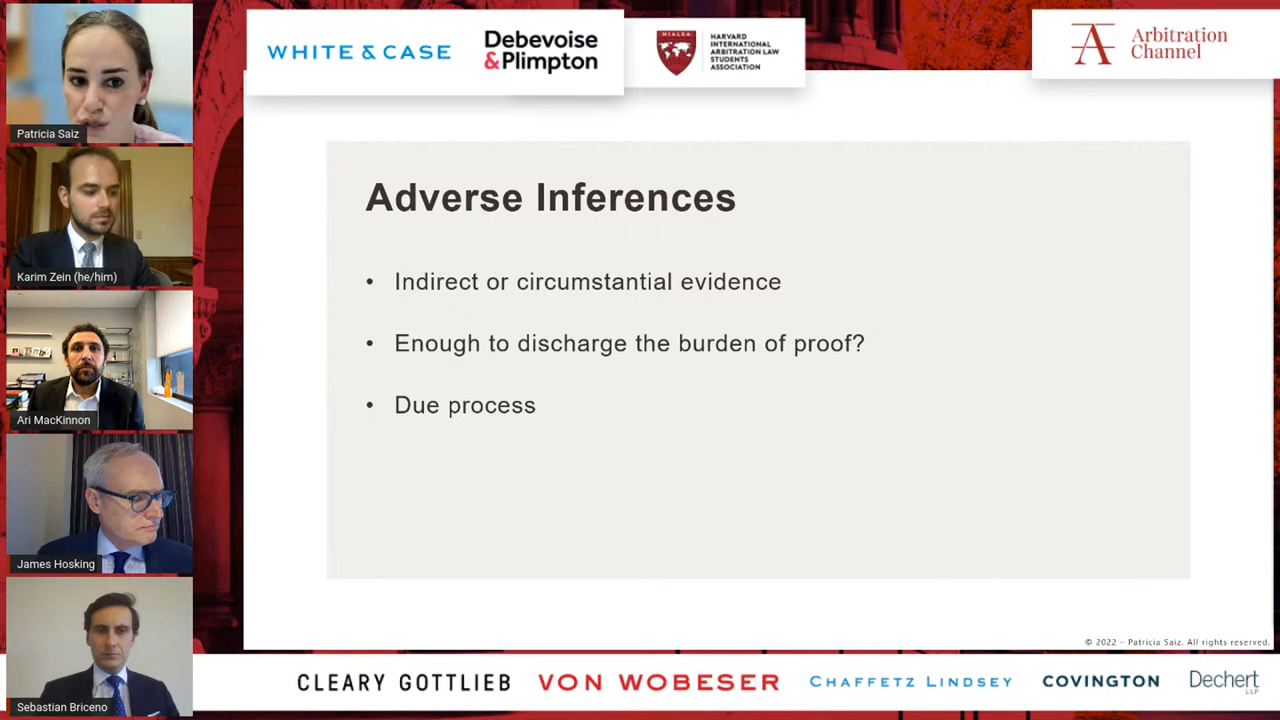 Patricia Saiz
Karim Zein (he/him)
Ari MacKinnon
James Hosking
Sebastian Briceno
WHITE & CASE
Debevoise
&Plimpton
HIALSA
HARVARD
INTERNATIONAL
ARBITRATION LAW
STUDENTS
ASSOCIATION
A
Arbitration
Channel
Adverse Inferences
• Indirect or circumstantial evidence
• Enough to discharge the burden of proof?
• Due process
© 2022 – Patricia Saiz. All rights reserved.
CLEARY GOTTLIEB
VON WOBESER
CHAFFETZ LINDSEY
COVINGTON
Dechert
LLP